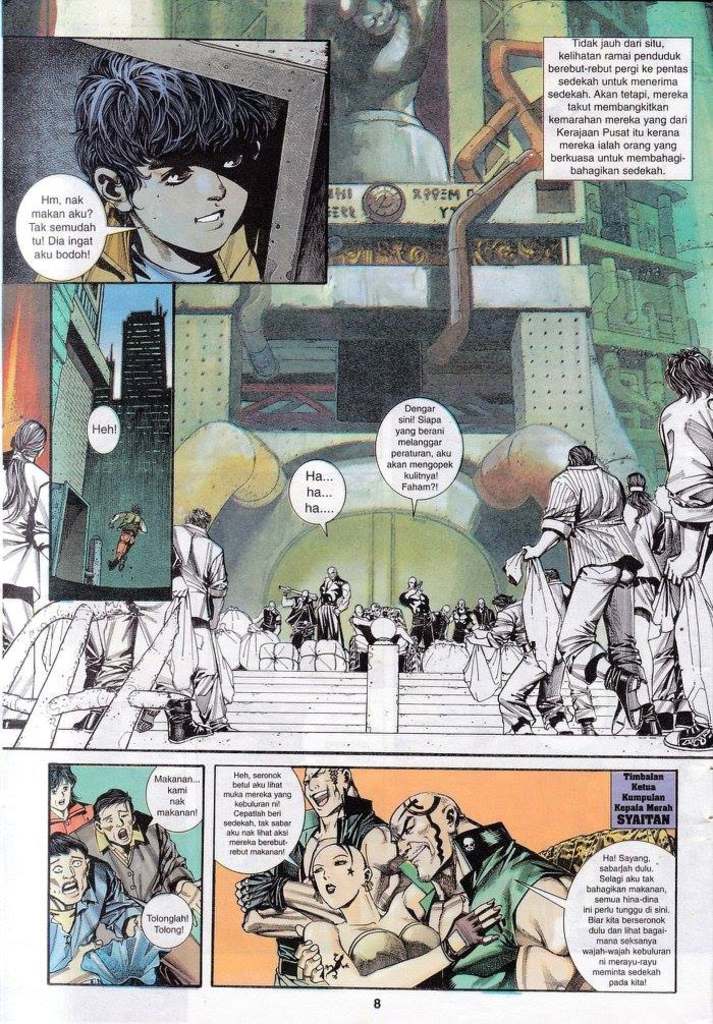 Tidak jauh dari situ,
kelihatan ramai penduduk
berebut-rebut pergi ke pentas
sedekah untuk menerima
sedekah. Akan tetapi, mereka
takut membangkitkan
kemarahan mereka yang dari
Kerajaan Pusat itu kerana
mereka ialah orang yang
berkuasa untuk membahagi-
bahagikan sedekah.
Hm, nak
makan aku?
Tak semudah
tu! Dia ingat
aku bodoh!
Heh!
Ha...
ha...
ha....
Dengar
sini! Siapa
yang berani
melanggar
peraturan, aku
akan mengopek
kulitnya!
Faham?!
Makanan...
kami
nak
makanan!
Tolonglah!
Tolong!
Heh, seronok
betul aku lihat
muka mereka yang
kebuluran ni!
Cepatlah beri
sedekah, tak sabar
aku nak lihat aksi
mereka berebut-
rebut makanan!
Timbalan
Ketua
Kumpulan
Kepala Merah
SYAITAN
Ha! Sayang,
sabarlah dulu.
Selagi aku tak
bahagikan makanan,
semua hina-dina
ini perlu tunggu di sini.
Biar kita berseronok
dulu dan lihat bagai-
mana seksanya
wajah-wajah kebuluran
ni merayu-rayu
meminta sedekah
pada kita!
8